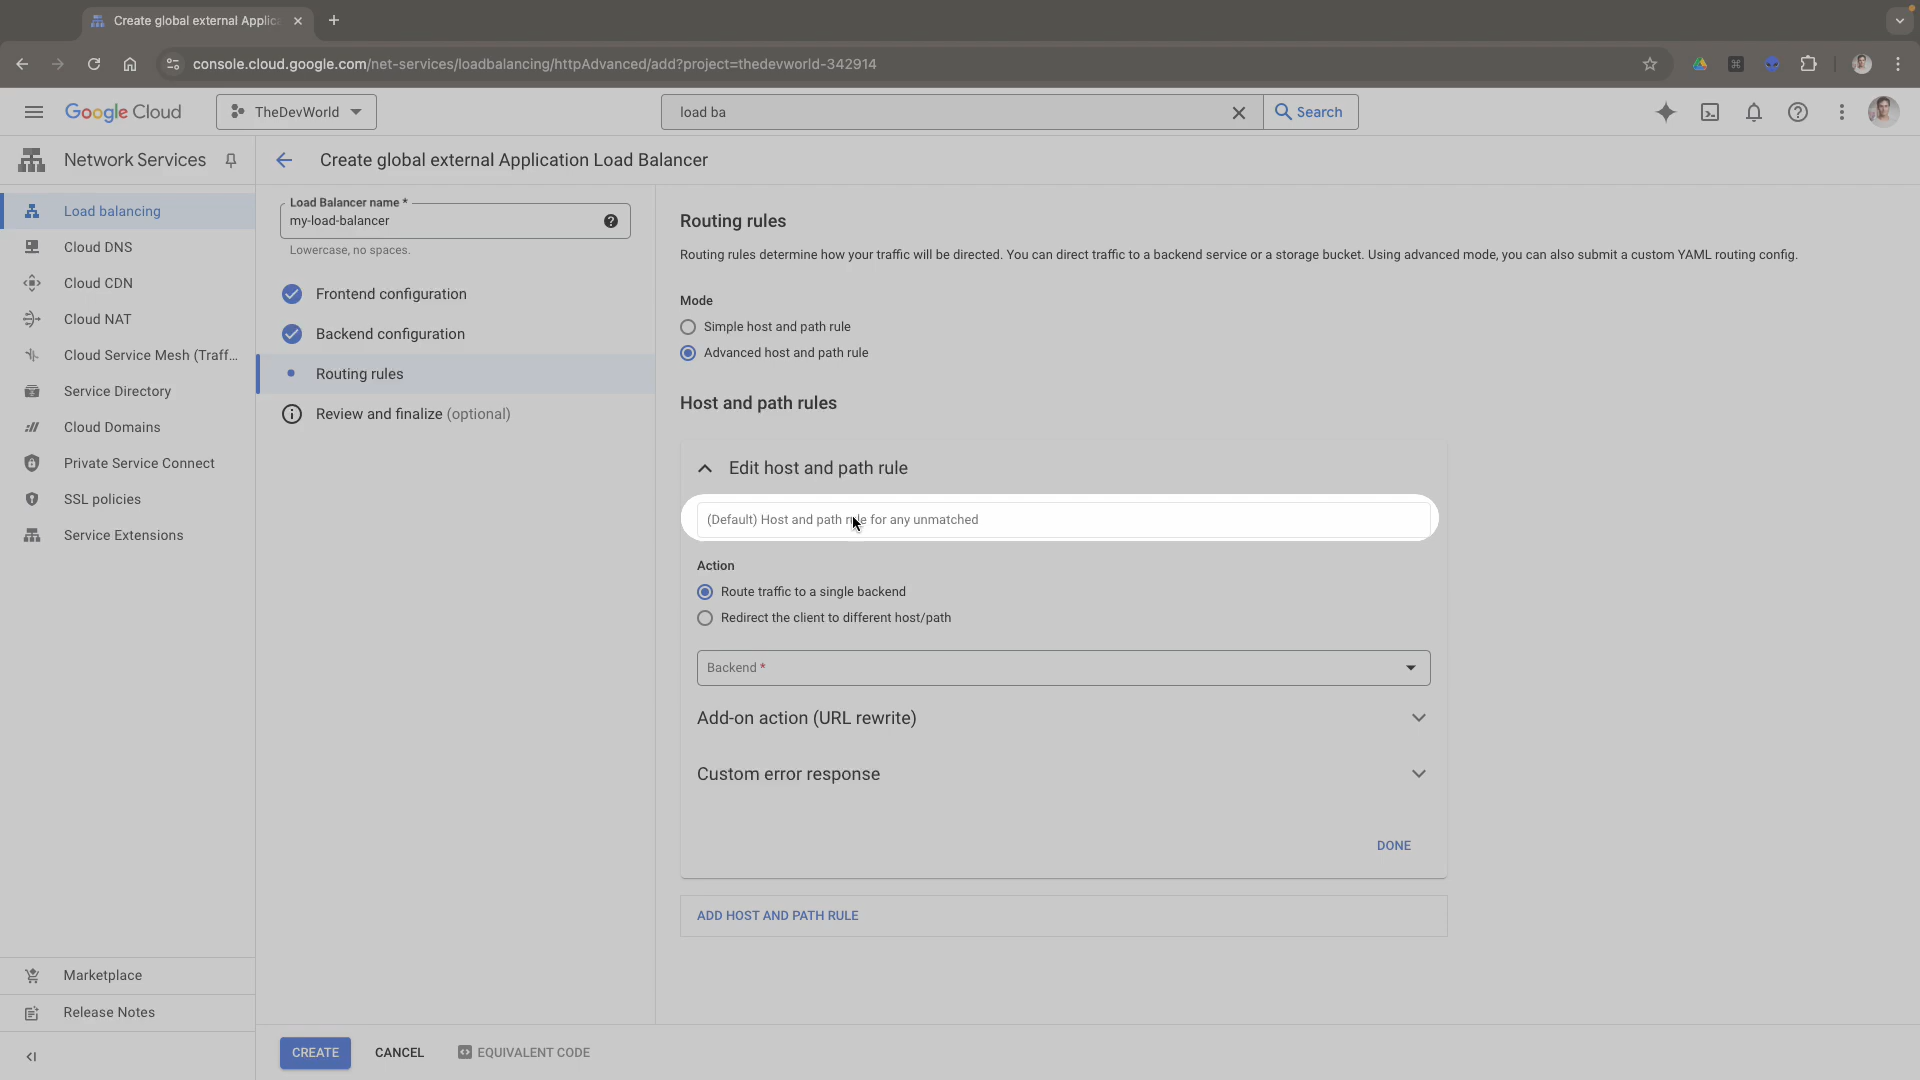 Create global external Applic
console.cloud.google.com/net-services/loadbalancing/httpAdvanced/add?project=thedevworld-342914
Google Cloud
TheDevWorld
load ba
Search
Network Services
Create global external Application Load Balancer
Load balancing
Cloud DNS
Cloud CDN
Cloud NAT
Cloud Service Mesh (Traff...
Service Directory
Cloud Domains
Private Service Connect
SSL policies
Service Extensions
Marketplace
Release Notes
Load Balancer name *
my-load-balancer
Lowercase, no spaces.
Frontend configuration
Backend configuration
Routing rules
Review and finalize (optional)
Routing rules
Routing rules determine how your traffic will be directed. You can direct traffic to a backend service or a storage bucket. Using advanced mode, you can also submit a custom YAML routing config.
Mode
Simple host and path rule
Advanced host and path rule
Host and path rules
Edit host and path rule
(Default) Host and path rule for any unmatched
Action
Route traffic to a single backend
Redirect the client to different host/path
Backend *
Add-on action (URL rewrite)
Custom error response
DONE
ADD HOST AND PATH RULE
CREATE
CANCEL
EQUIVALENT CODE